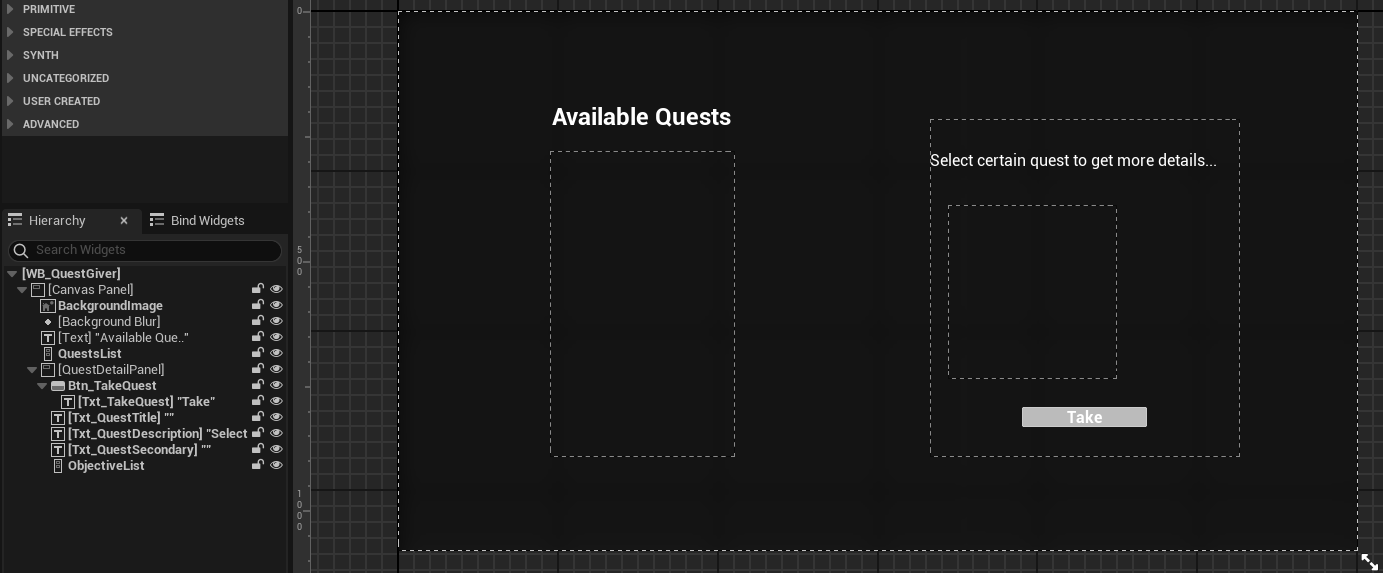 PRIMITIVE
SPECIAL EFFECTS
SYNTH
UNCATEGORIZED
USER CREATED
ADVANCED
Hierarchy
Bind Widgets
Search Widgets
[WB_QuestGiver]
[Canvas Panel]
BackgroundImage
[Background Blur]
[Text] "Available Que.."
QuestsList
[QuestDetailPanel]
Btn_TakeQuest
[Txt_TakeQuest] "Take"
[Txt_QuestTitle] ""
[Txt_QuestDescription] "Select
[Txt_QuestSecondary] ""
ObjectiveList
0
500
1000
Available Quests
Select certain quest to get more details...
Take